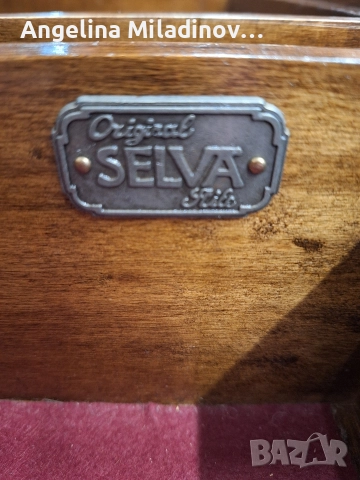 Angelina Miladinov...
Original
SELVA
Stile
BAZAR